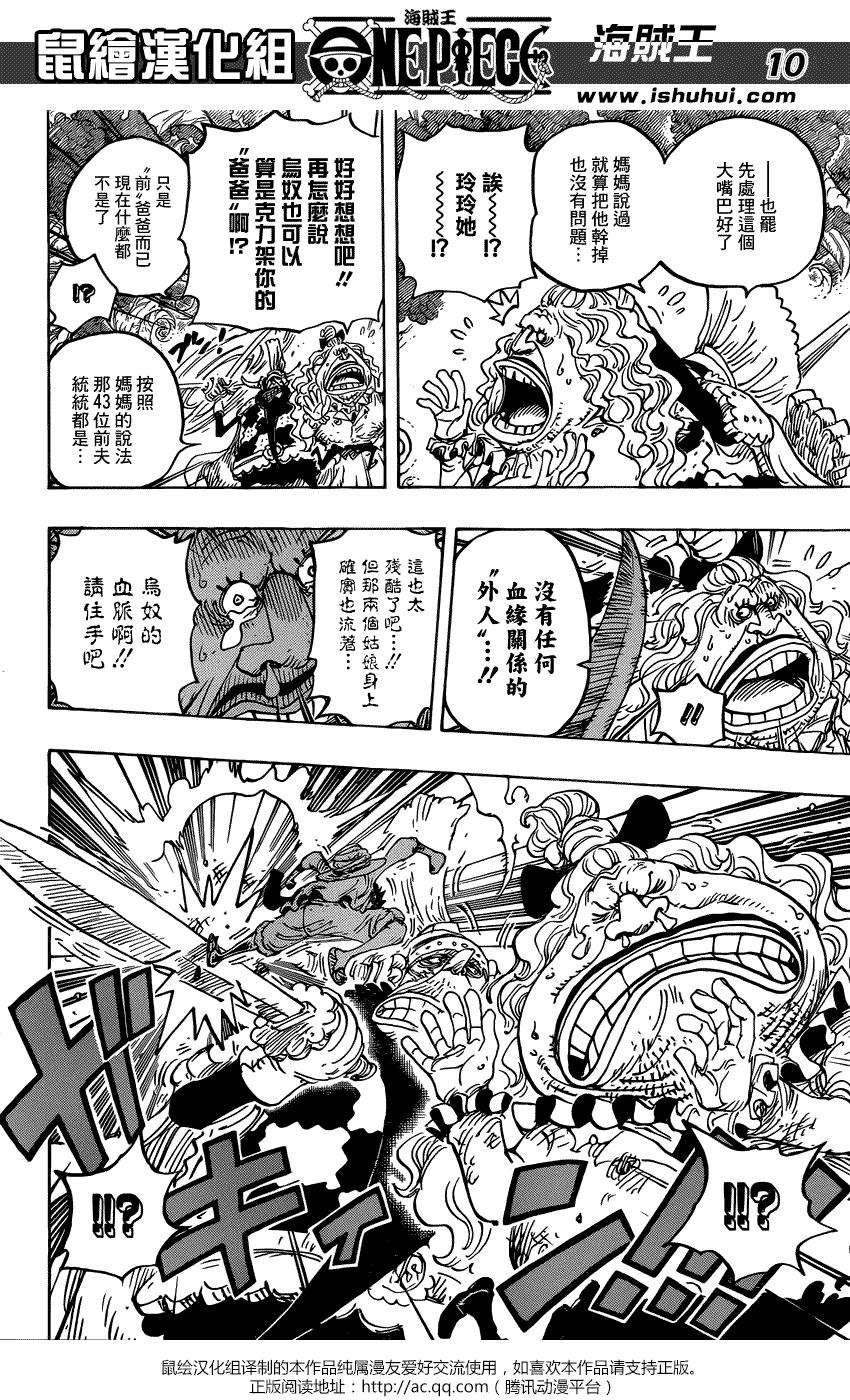 鼠繪漢化組
海賊王
ONE PIECE
海賊王
10
www.ishuhui.com
──也罷
先處理這個
大嘴巴好了
媽媽說過
就算把他幹掉
也沒有問題…
誒～～～!?
玲玲她
～～～～!?
好好想想吧!!
再怎麼說
烏奴也可以
算是克力架你的
〝爸爸〞啊!?
只是
〝前〞爸爸而已
現在什麼都
不是了
!?
按照
媽媽的說法
那43位前夫
統統都是…
沒有任何
血緣關係的
〝外人〞…!!
!!
這也太
殘酷了吧…!!
但那兩個姑娘身上
確實也流著…
烏奴的
血脈啊!!
請住手吧
!!?
!!?
ギィン!!
鼠绘汉化组译制的本作品纯属漫友爱好交流使用，如喜欢本作品请支持正版。
正版阅读地址：http://ac.qq.com（腾讯动漫平台）